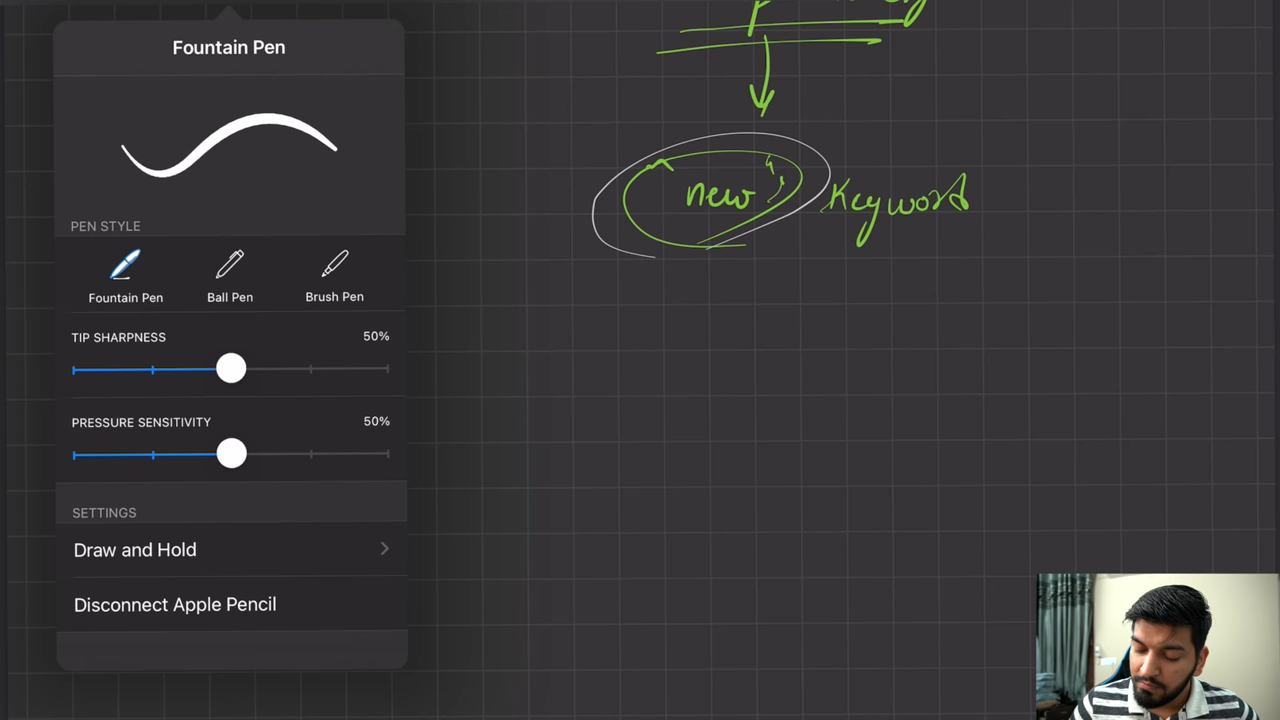 Fountain Pen
PEN STYLE
Fountain Pen Ball Pen Brush Pen
TIP SHARPNESS 50%
PRESSURE SENSITIVITY 50%
SETTINGS
Draw and Hold
Disconnect Apple Pencil
new Keyword